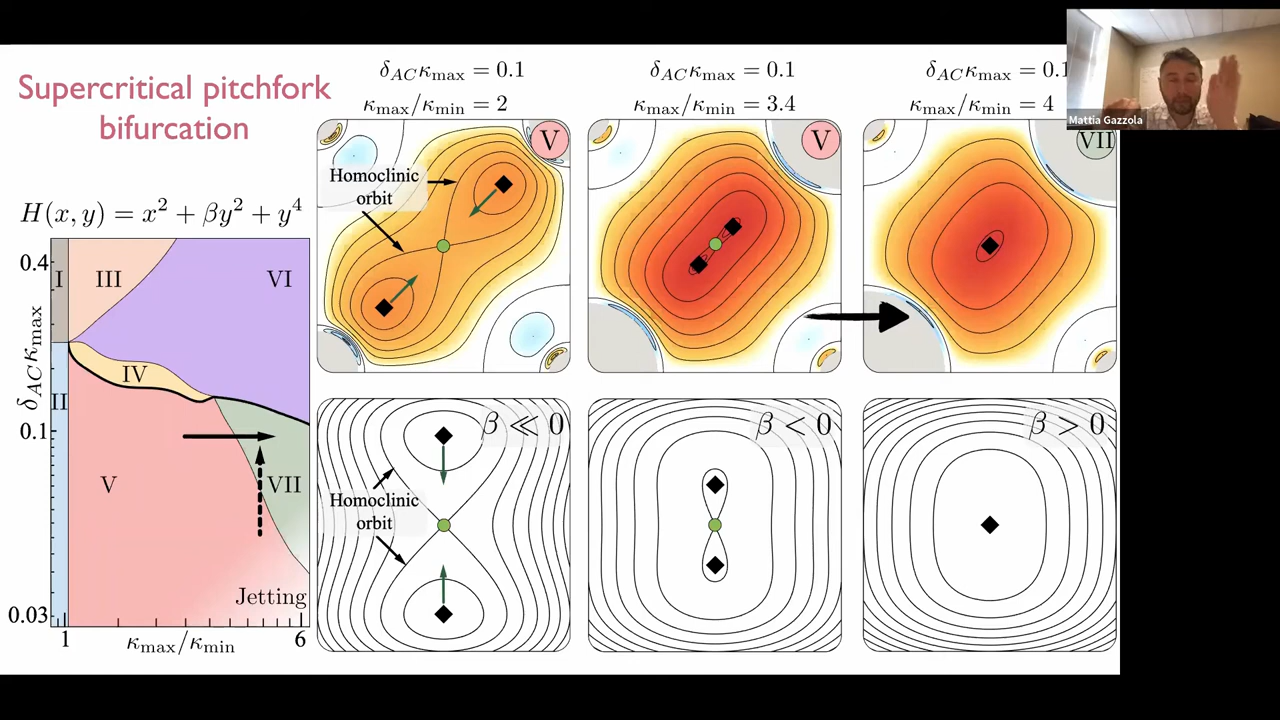 Supercritical pitchfork
bifurcation
H(x, y) = x² + βy² + y⁴
0.4
0.1
0.03
δ_AC κ_max
I
III
VI
IV
II
V
VII
Jetting
1
κ_max/κ_min
6
δ_AC κ_max = 0.1
κ_max/κ_min = 2
V
Homoclinic
orbit
δ_AC κ_max = 0.1
κ_max/κ_min = 3.4
V
δ_AC κ_max = 0.1
κ_max/κ_min = 4
VII
β ≪ 0
Homoclinic
orbit
β < 0
β > 0
Mattia Gazzola